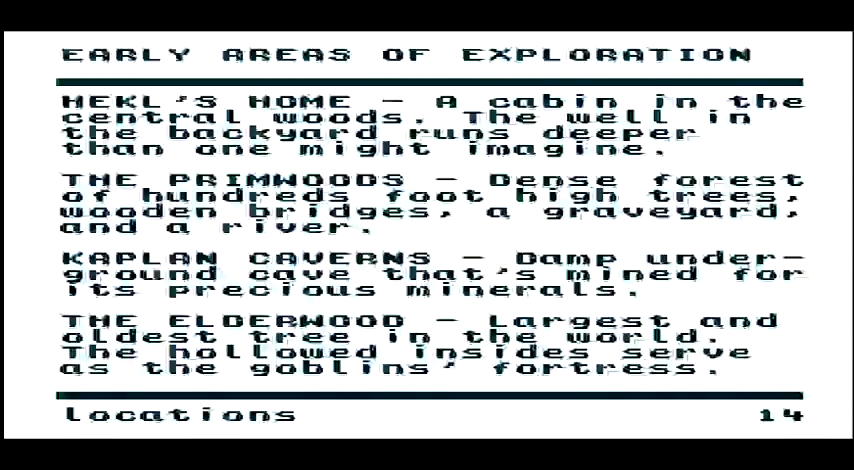 EARLY AREAS OF EXPLORATION
HEKL'S HOME - A cabin in the
central woods. The well in
the backyard runs deeper
than one might imagine.
THE PRIMWOODS - Dense forest
of hundreds foot high trees,
wooden bridges, a graveyard,
and a river.
KAPLAN CAVERNS - Damp under-
ground cave that's mined for
its precious minerals.
THE ELDERWOOD - Largest and
oldest tree in the world.
The hollowed insides serve
as the goblins' fortress.
Locations 14